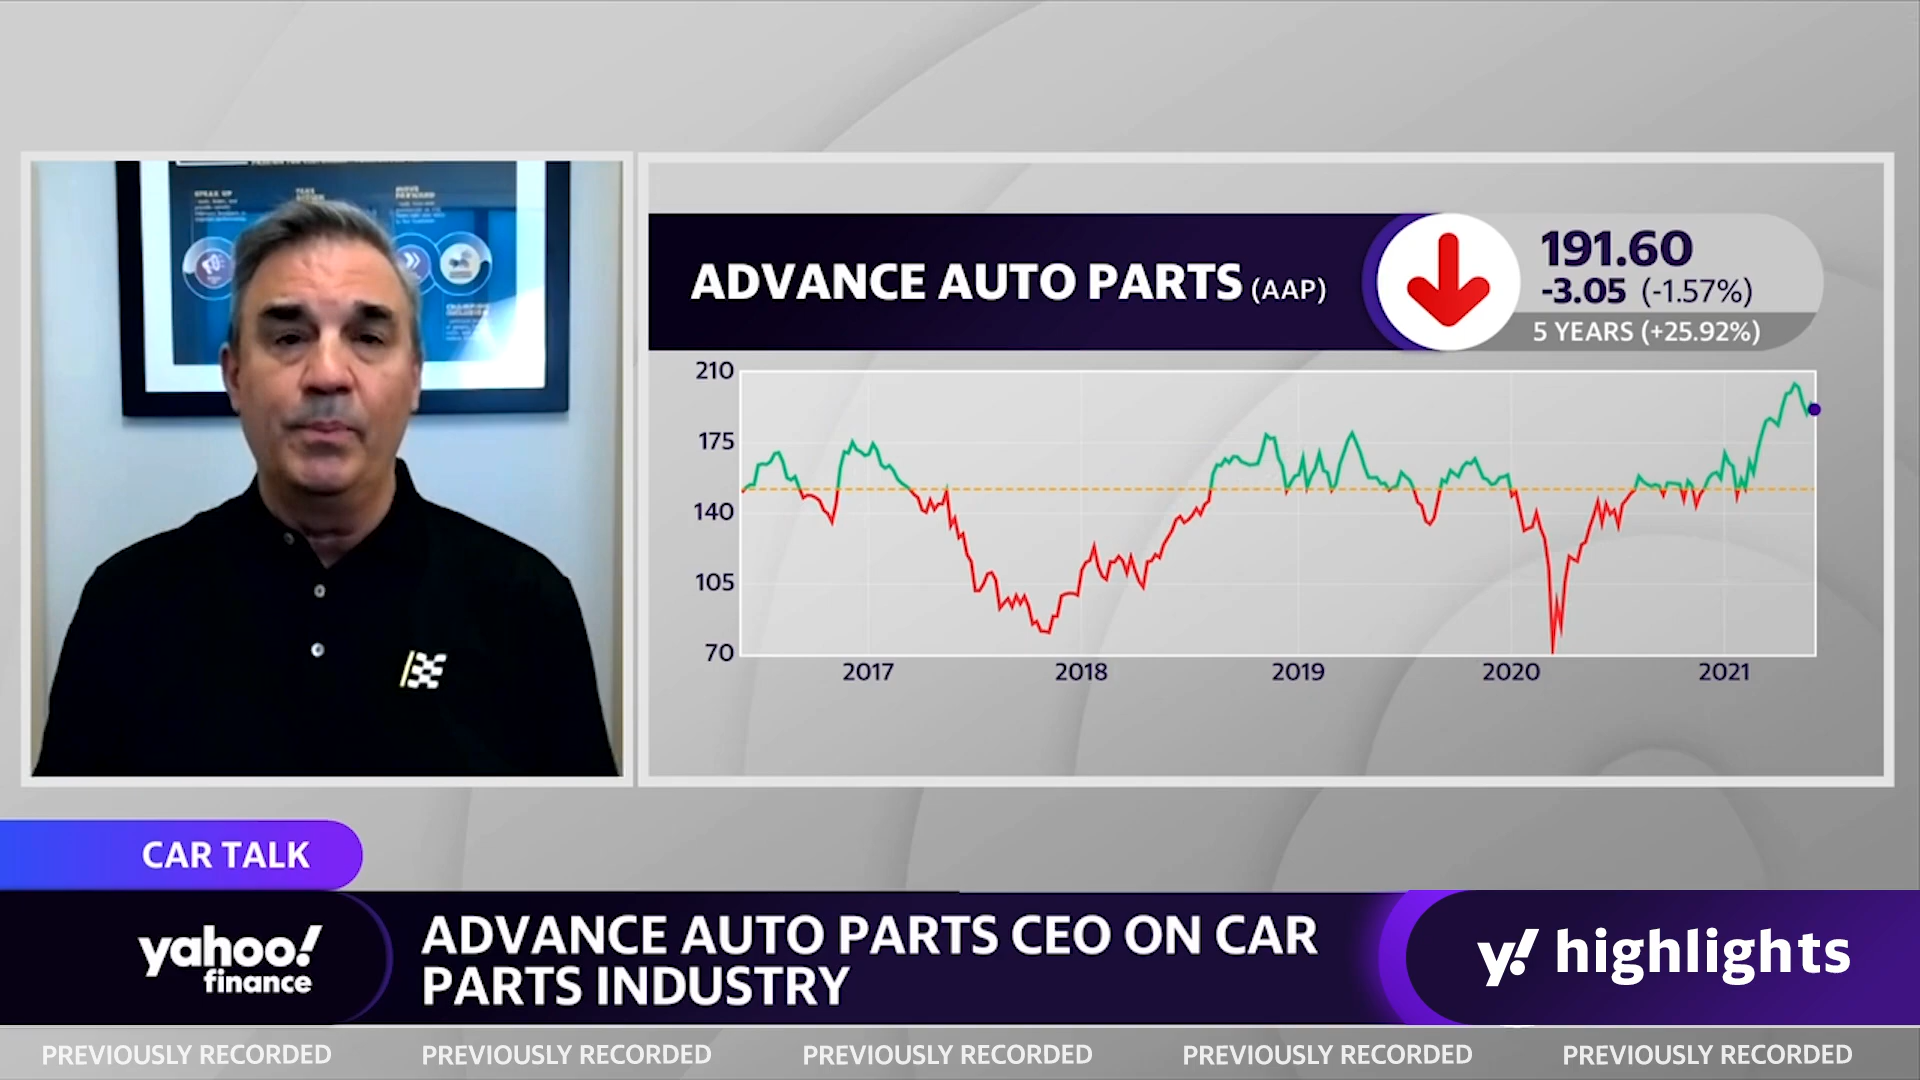 SPEAK UP
ADVANCE AUTO PARTS (AAP)
191.60
-3.05 (-1.57%)
5 YEARS (+25.92%)
210
175
140
105
70
2017
2018
2019
2020
2021
CAR TALK
yahoo!
finance
ADVANCE AUTO PARTS CEO ON CAR
PARTS INDUSTRY
y! highlights
PREVIOUSLY RECORDED
PREVIOUSLY RECORDED
PREVIOUSLY RECORDED
PREVIOUSLY RECORDED
PREVIOUSLY RECORDED